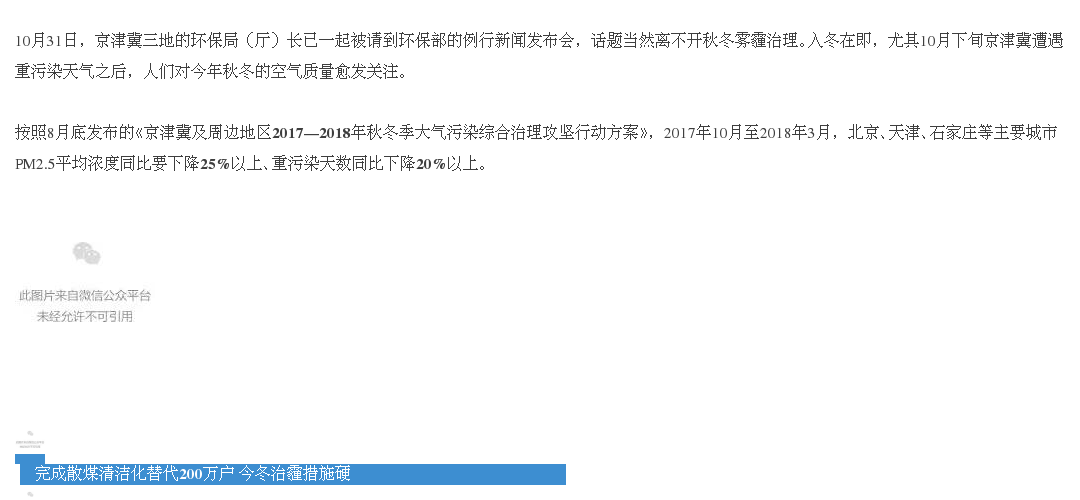 10月31日，京津冀三地的环保局（厅）长已一起被请到环保部的例行新闻发布会，话题当然离不开秋冬雾霾治理。入冬在即，尤其10月下旬京津冀遭遇
重污染天气之后，人们对今年秋冬的空气质量愈发关注。
按照8月底发布的《京津冀及周边地区2017—2018年秋冬季大气污染综合治理攻坚行动方案》，2017年10月至2018年3月，北京、天津、石家庄等主要城市
PM2.5平均浓度同比要下降25%以上、重污染天数同比下降20%以上。
此图片来自微信公众平台
未经允许不可引用
完成散煤清洁化替代200万户 今冬治霾措施硬